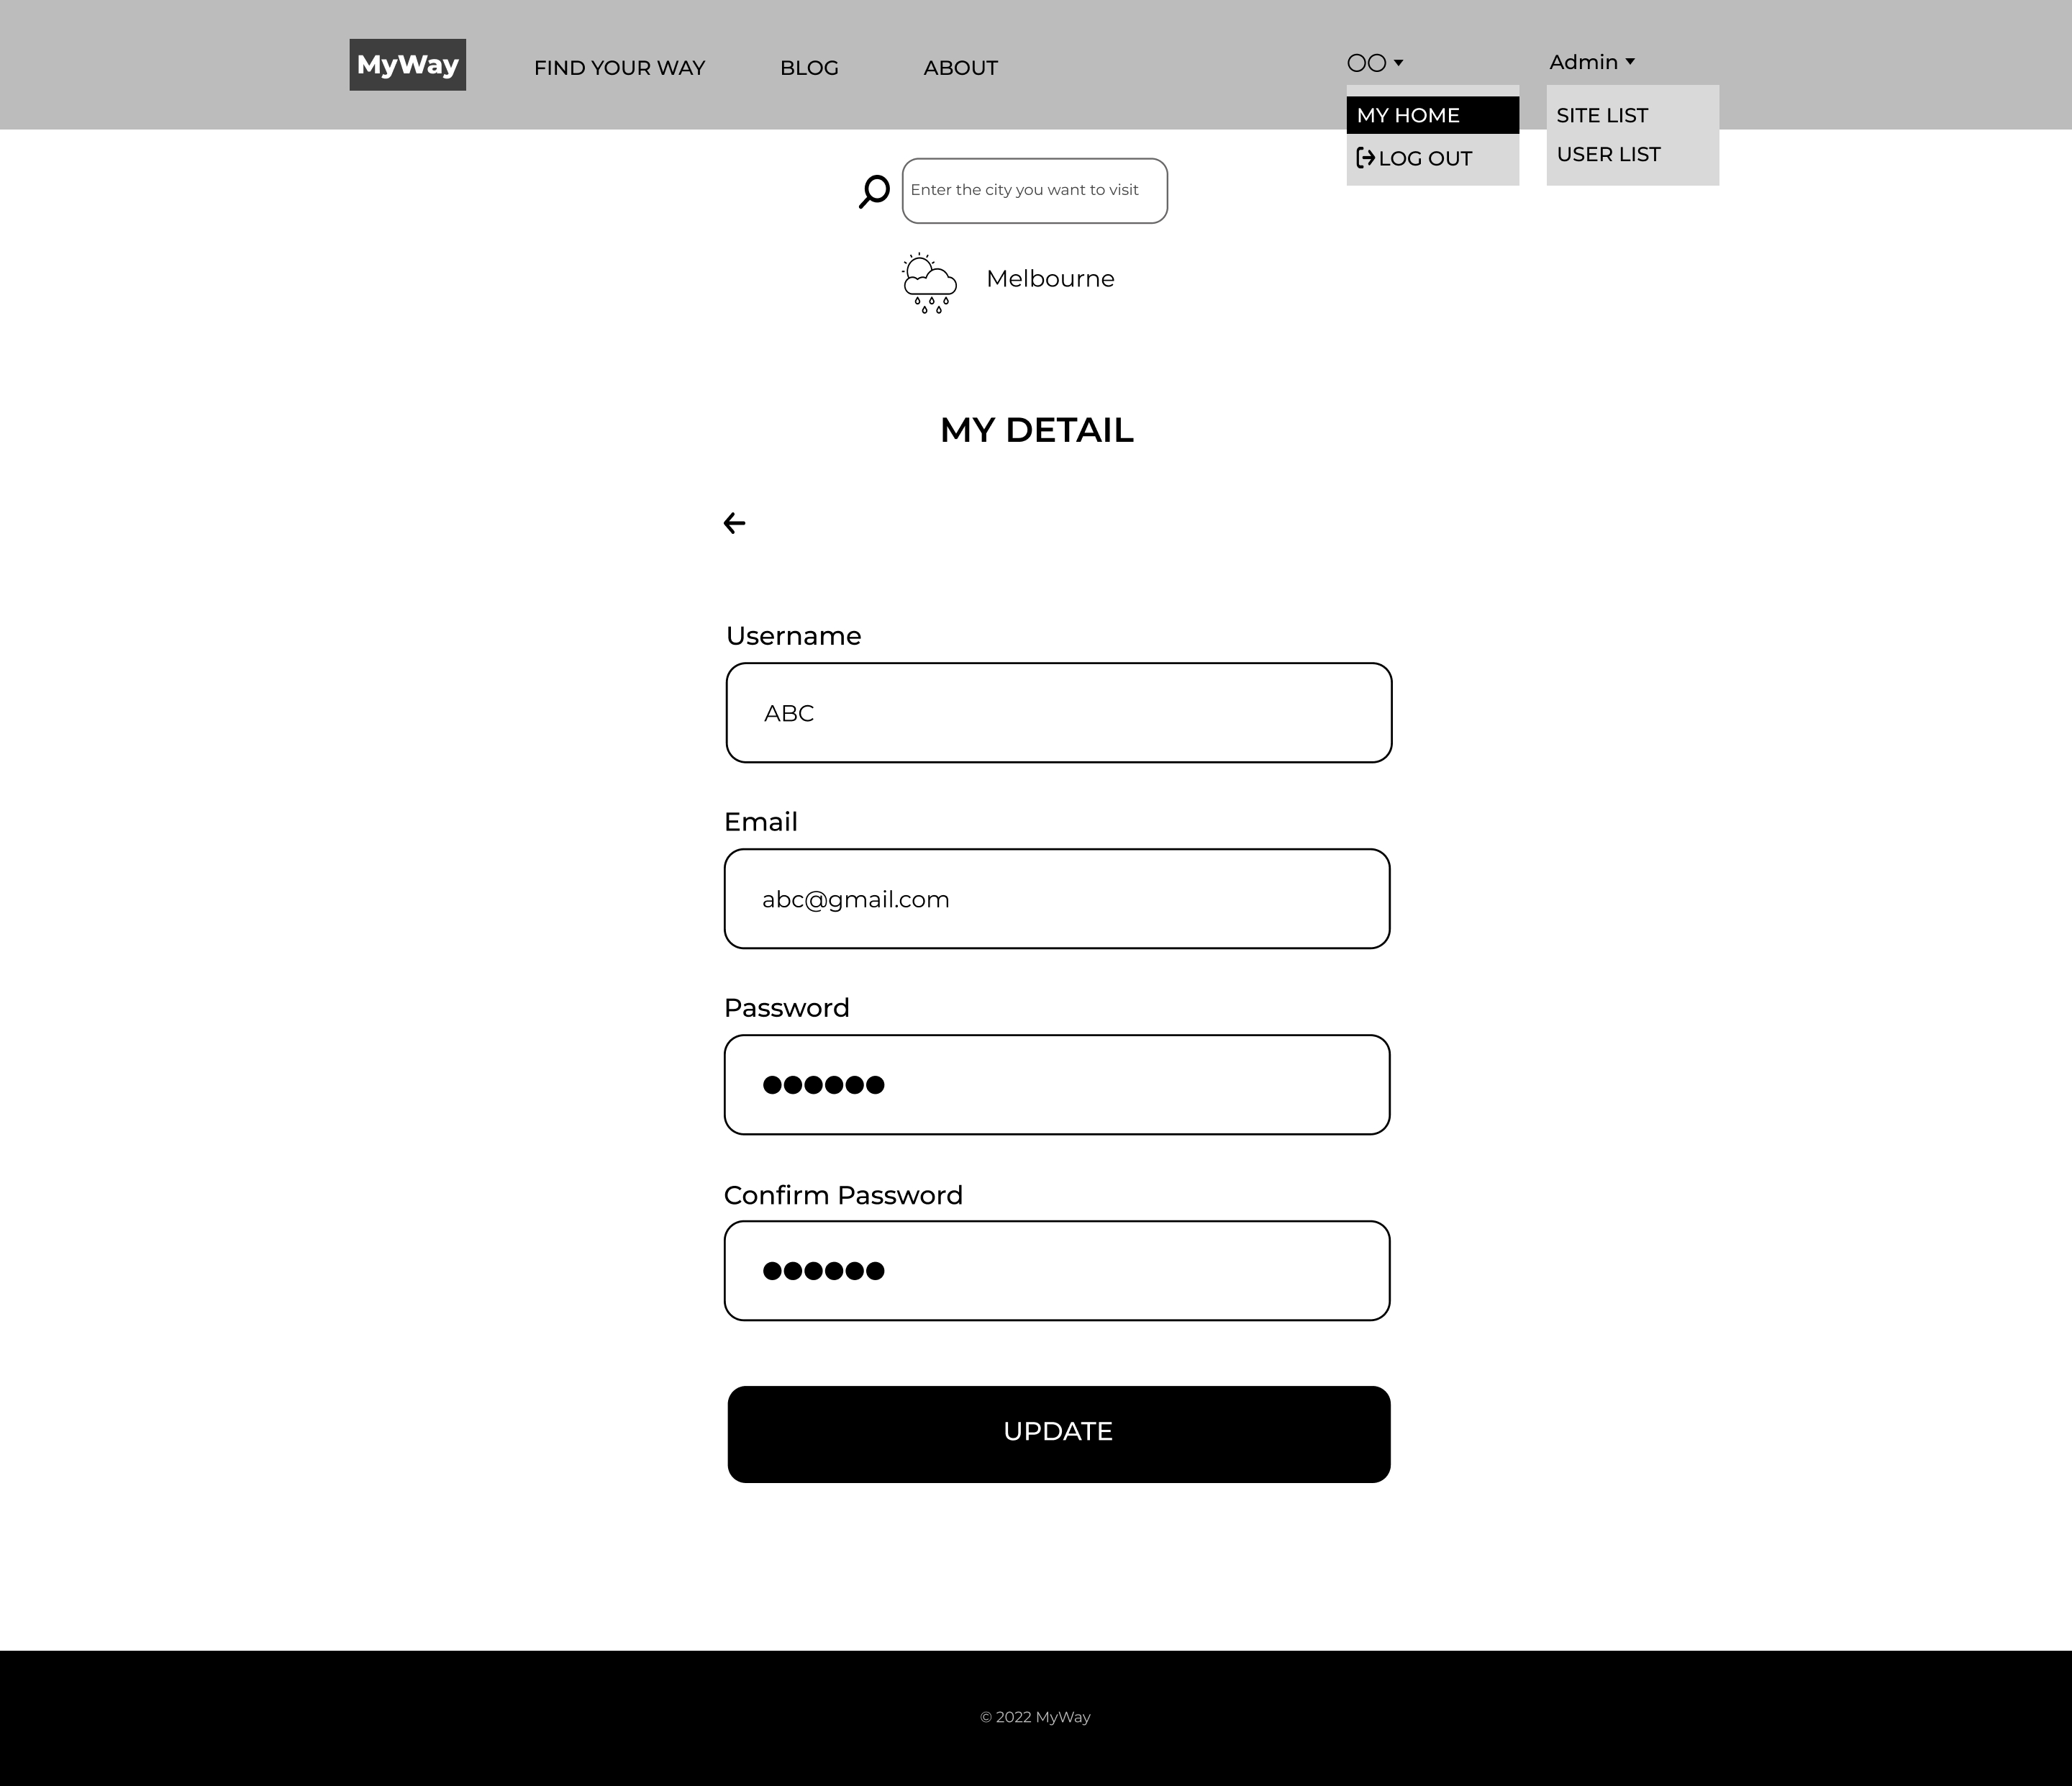 MyWay
FIND YOUR WAY
BLOG
ABOUT
○○
Admin
MY HOME
LOG OUT
SITE LIST
USER LIST
Enter the city you want to visit
Melbourne
MY DETAIL
Username
ABC
Email
abc@gmail.com
Password
●●●●●●
Confirm Password
●●●●●●
UPDATE
© 2022 MyWay